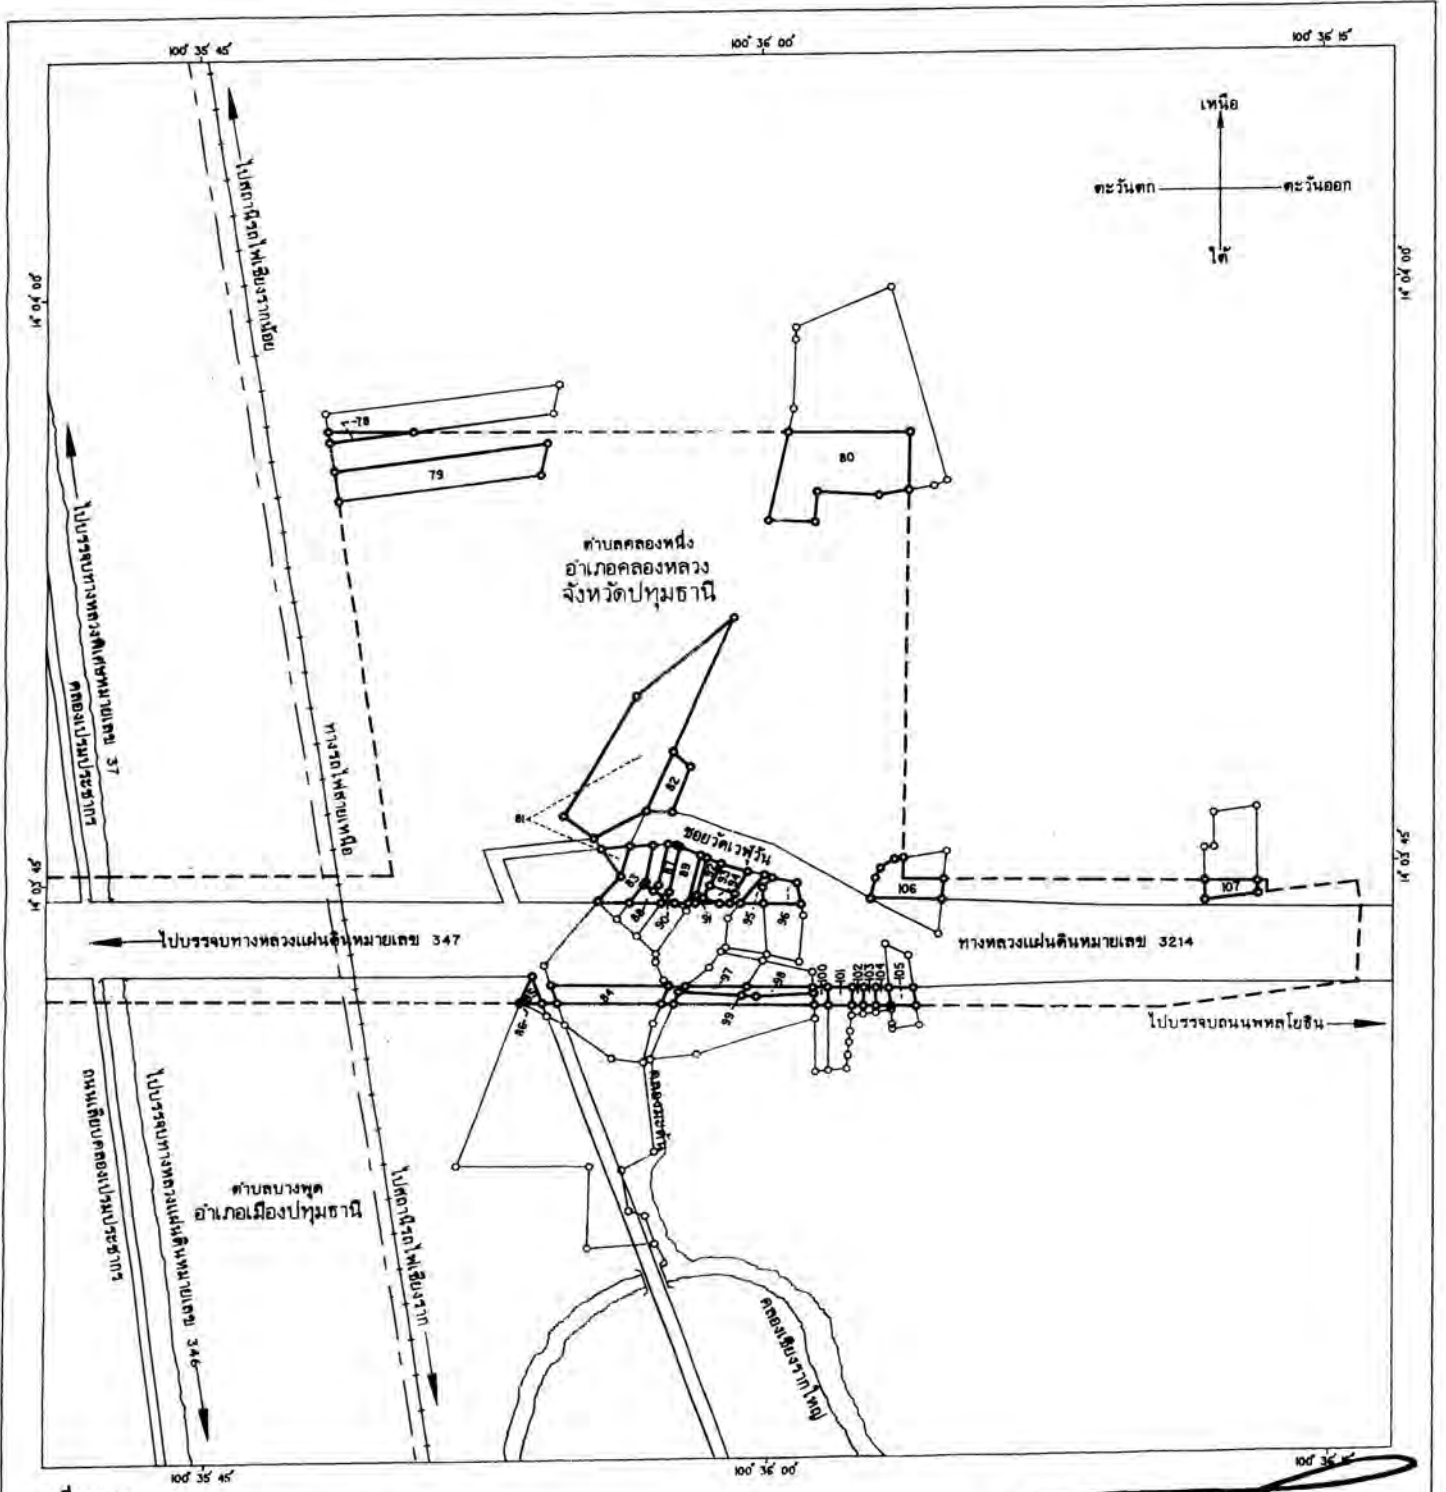 100° 35′ 45″
100° 36′ 00″
100° 36′ 15″
เหนือ
ตะวันตก
ตะวันออก
ใต้
14° 04′ 00″
14° 04′ 00″
ไปสถานีรถไฟเชียงรากน้อย
78
79
80
ไปบรรจบทางหลวงพิเศษหมายเลข 37
คลองเปรมประชากร
ทางรถไฟสายเหนือ
ตำบลคลองหนึ่ง
อำเภอคลองหลวง
จังหวัดปทุมธานี
81
82
ซอยวัดเวฬุวัน
83
87
89
92
93
94
88
90
91
95
96
106
107
14° 03′ 45″
14° 03′ 45″
ไปบรรจบทางหลวงแผ่นดินหมายเลข 347
ทางหลวงแผ่นดินหมายเลข 3214
84
86
97
98
99
100
101
102
103
104
105
ไปบรรจบถนนพหลโยธิน
ถนนเลียบคลองเปรมประชากร
ไปบรรจบทางหลวงแผ่นดินหมายเลข 346
ตำบลบางพูด
อำเภอเมืองปทุมธานี
ไปสถานีรถไฟเชียงราก
คลองเชียงรากใหญ่
100° 35′ 45″
100° 36′ 00″
100° 36′ 15″